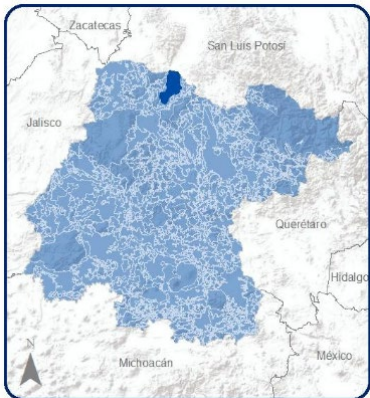 Zacatecas
San Luis Potosí
Jalisco
Querétaro
Hidalgo
N
México
Michoacán